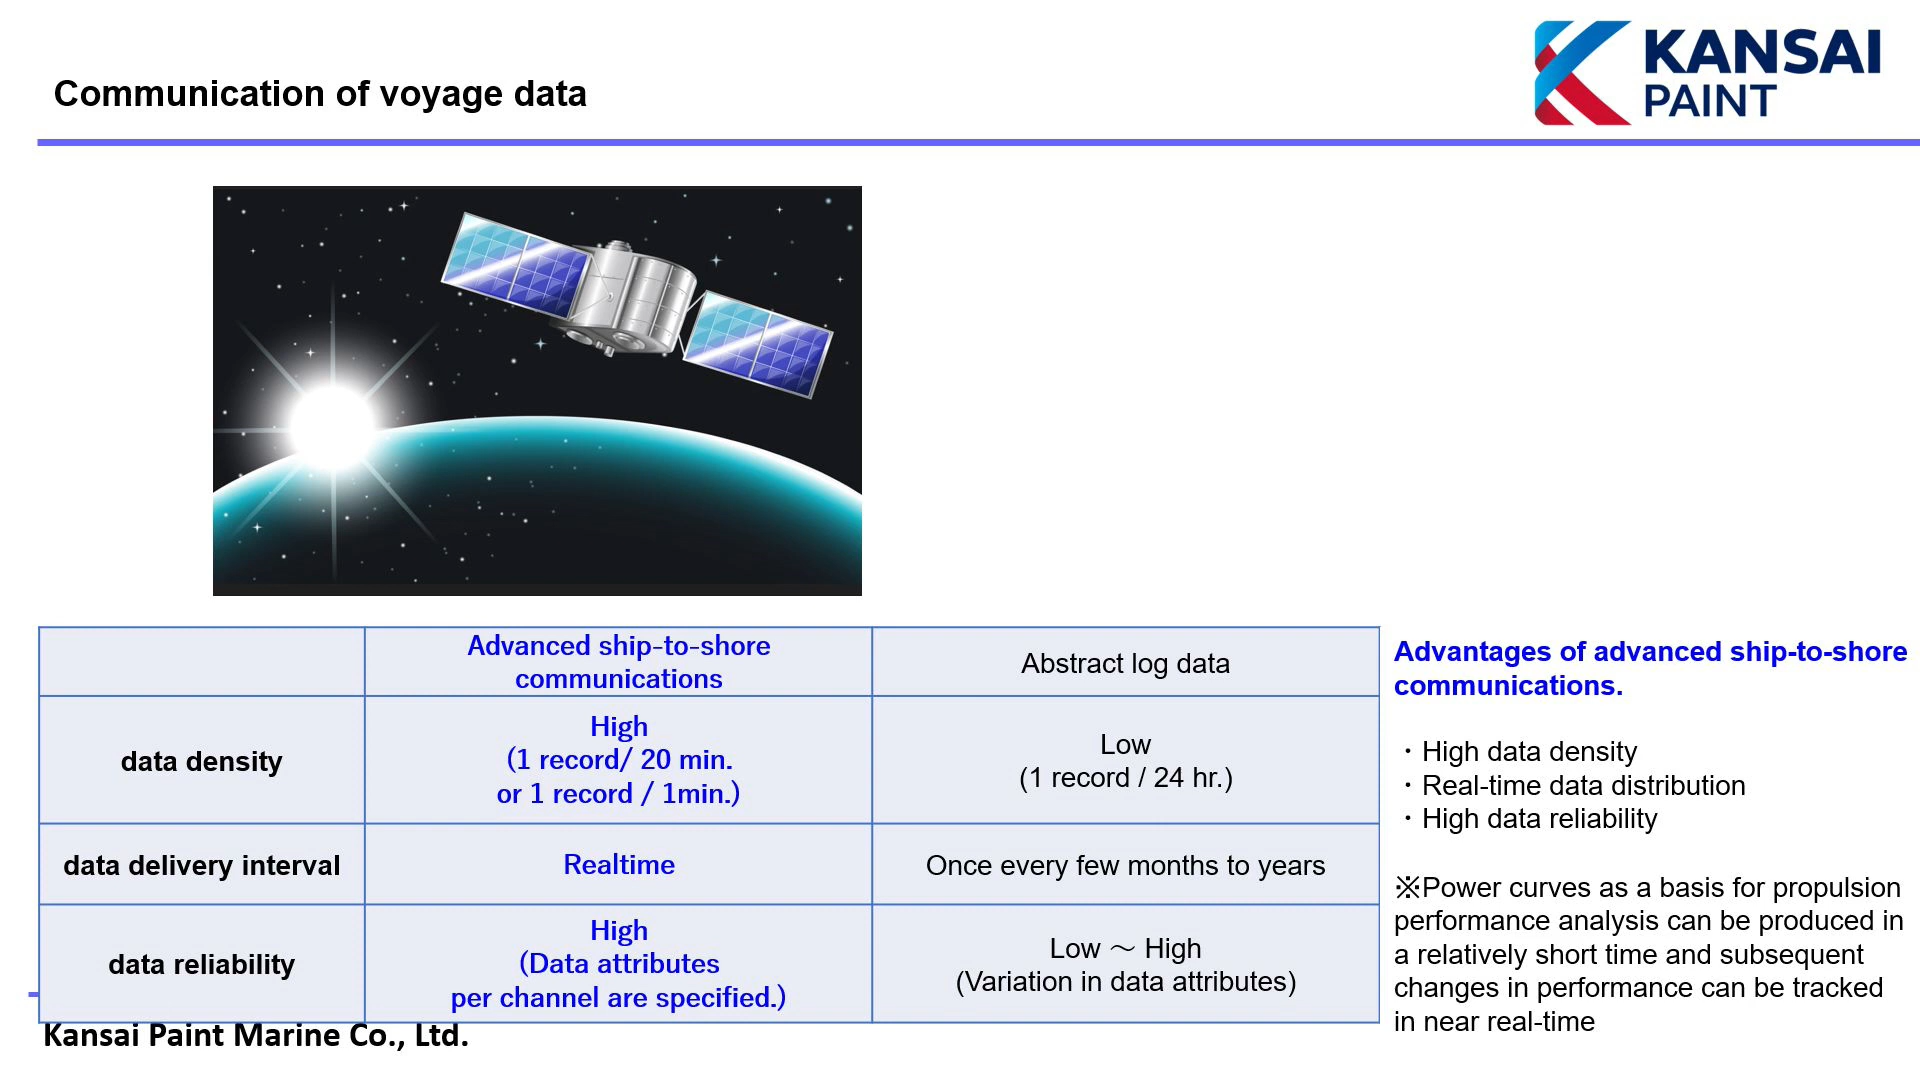 Communication of voyage data
KANSAI
PAINT
Advanced ship-to-shore
communications
Abstract log data
data density
High
(1 record/ 20 min.
or 1 record / 1min.)
Low
(1 record / 24 hr.)
data delivery interval
Realtime
Once every few months to years
data reliability
High
(Data attributes
per channel are specified.)
Low ～ High
(Variation in data attributes)
Advantages of advanced ship-to-shore
communications.
・High data density
・Real-time data distribution
・High data reliability
※Power curves as a basis for propulsion
performance analysis can be produced in
a relatively short time and subsequent
changes in performance can be tracked
in near real-time
Kansai Paint Marine Co., Ltd.